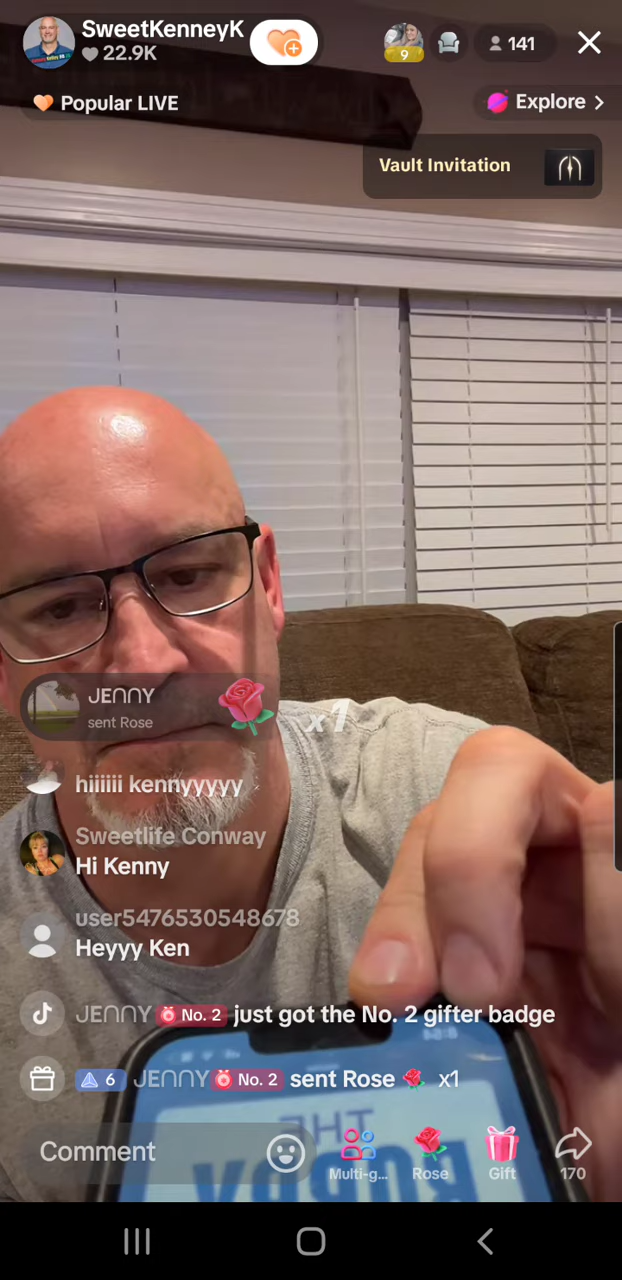 SweetKenneyK
22.9K
9
141
Popular LIVE
Explore
Vault Invitation
JENNY
sent Rose
x1
hiiiiii kennyyyyy
Sweetlife Conway
Hi Kenny
user5476530548678
Heyyy Ken
JENNY No. 2 just got the No. 2 gifter badge
6 JENNY No. 2 sent Rose x1
THE
Comment
Multi-g...
Rose
Gift
170